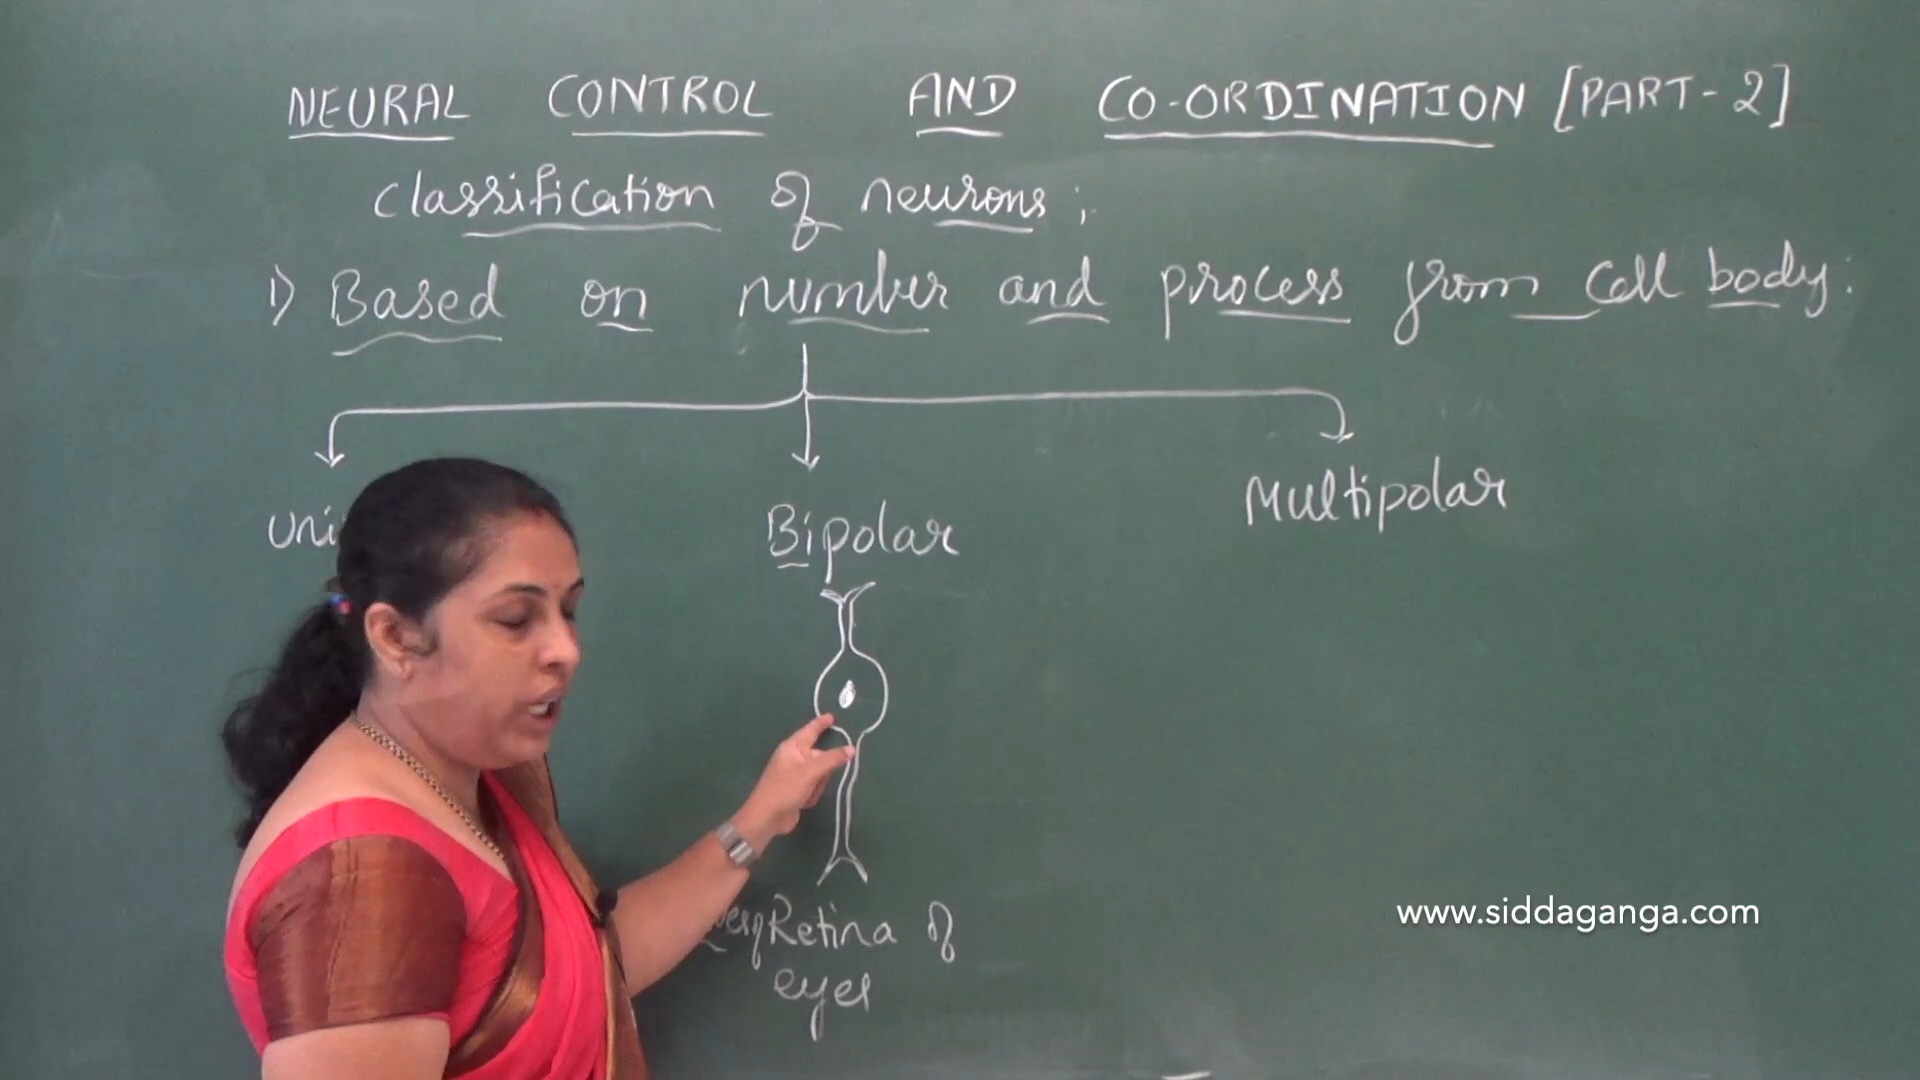 NEURAL CONTROL AND CO-ORDINATION [PART-2]
classification of neurons;
1) Based on number and process from cell body:
uni
Bipolar
Multipolar
Retina of
eyes
www.siddaganga.com